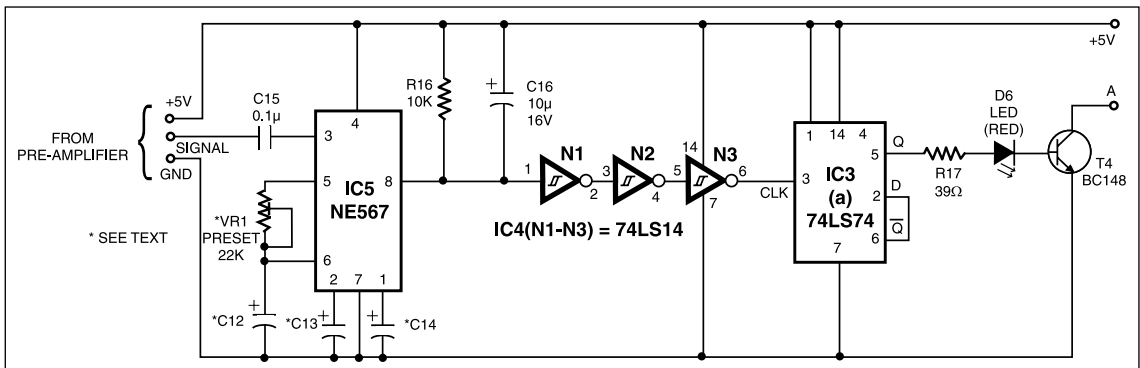 +5V
SIGNAL
GND
FROM
PRE-AMPLIFIER
* SEE TEXT
C15
0.1µ
*VR1
PRESET
22K
*C12
*C13
*C14
3
4
5
6
8
2
7
1
IC5
NE567
R16
10K
C16
10µ
16V
+
+
+
+
N1
N2
N3
1
2
3
4
5
6
14
7
IC4(N1-N3) = 74LS14
CLK
1
14
4
3
5
2
6
7
IC3
(a)
74LS74
Q
D
Q̅
R17
39Ω
D6
LED
(RED)
T4
BC148
A
+5V